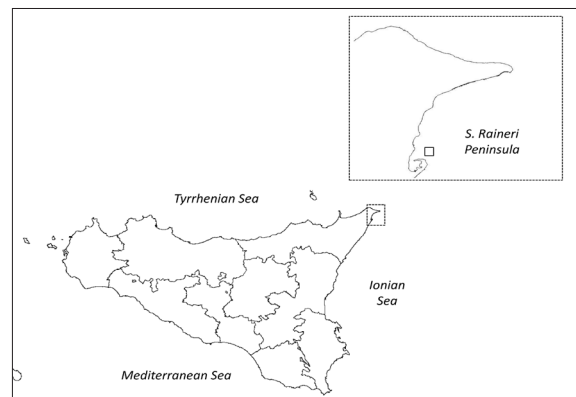 S. Raineri
Peninsula
Tyrrhenian Sea
Ionian
Sea
Mediterranean Sea